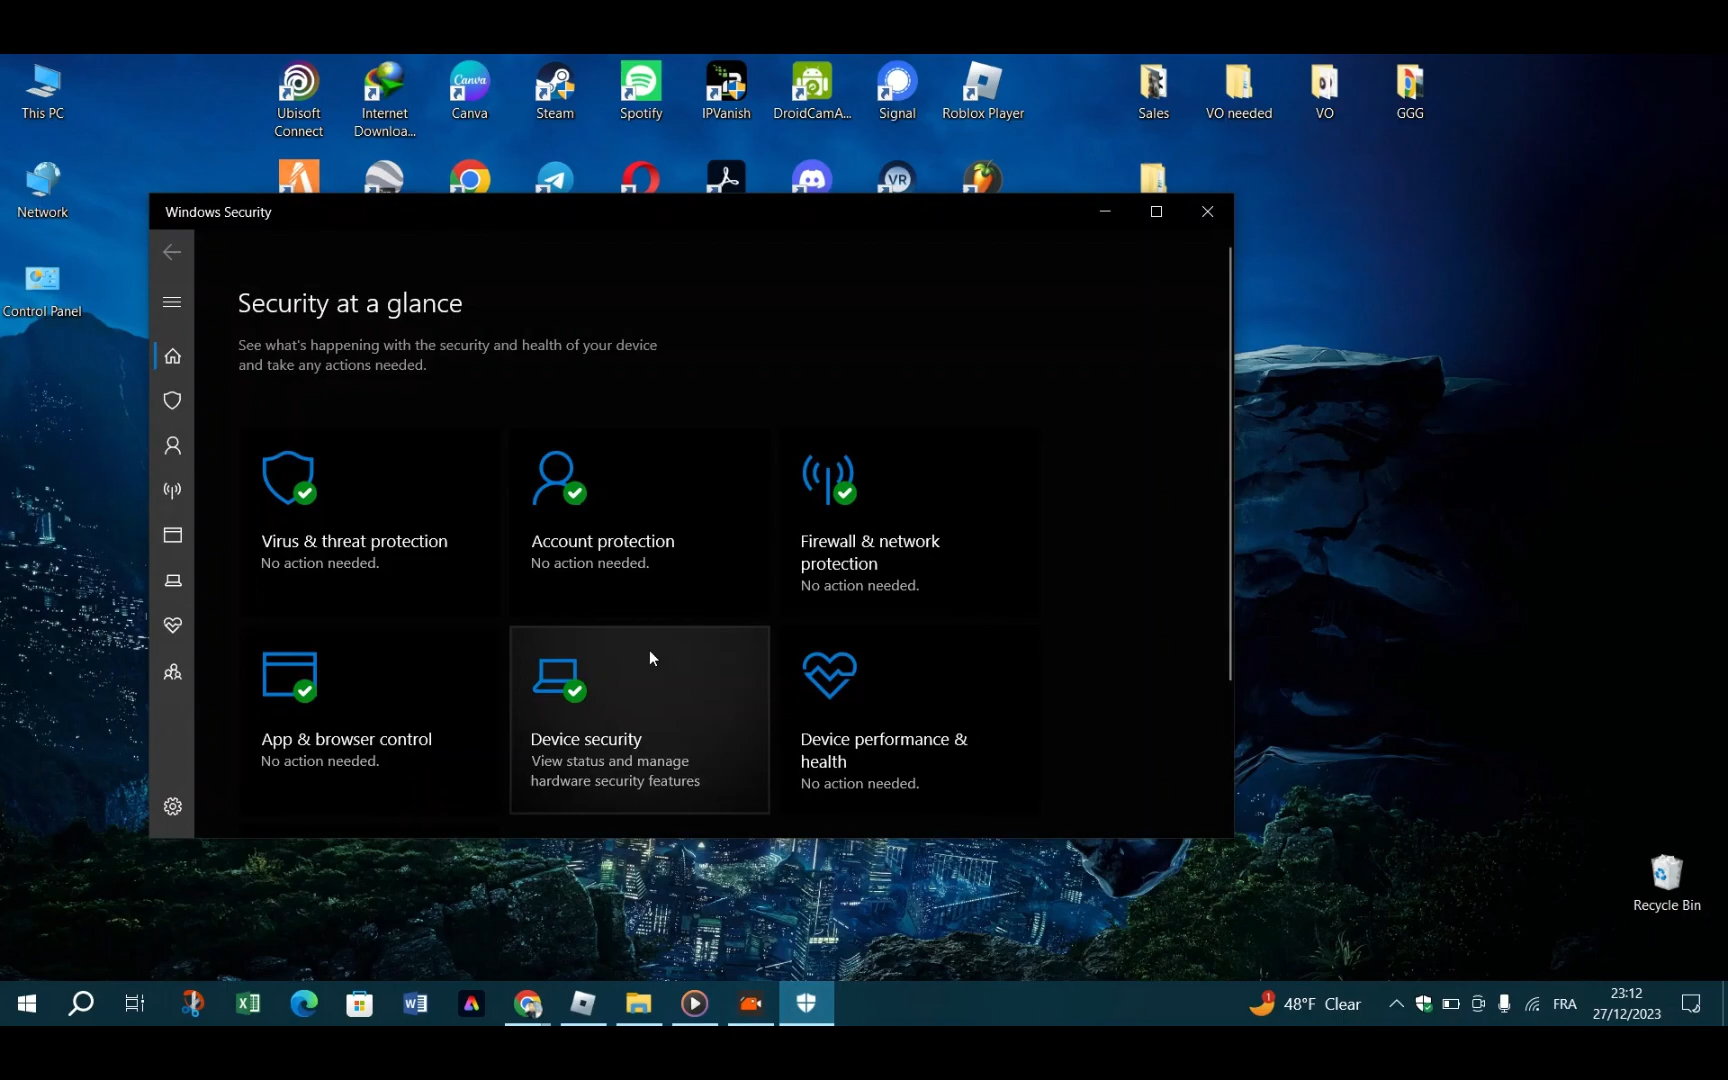 This PC
Ubisoft
Connect
Internet
Downloa...
Canva
Steam
Spotify
IPVanish
DroidCamA...
Signal
Roblox Player
Sales
VO needed
VO
GGG
Canva
VR
Network
Control Panel
Windows Security
Security at a glance
See what's happening with the security and health of your device
and take any actions needed.
Virus & threat protection
No action needed.
Account protection
No action needed.
Firewall & network
protection
No action needed.
App & browser control
No action needed.
Device security
View status and manage
hardware security features
Device performance &
health
No action needed.
Recycle Bin
1
48°F Clear
FRA
23:12
27/12/2023